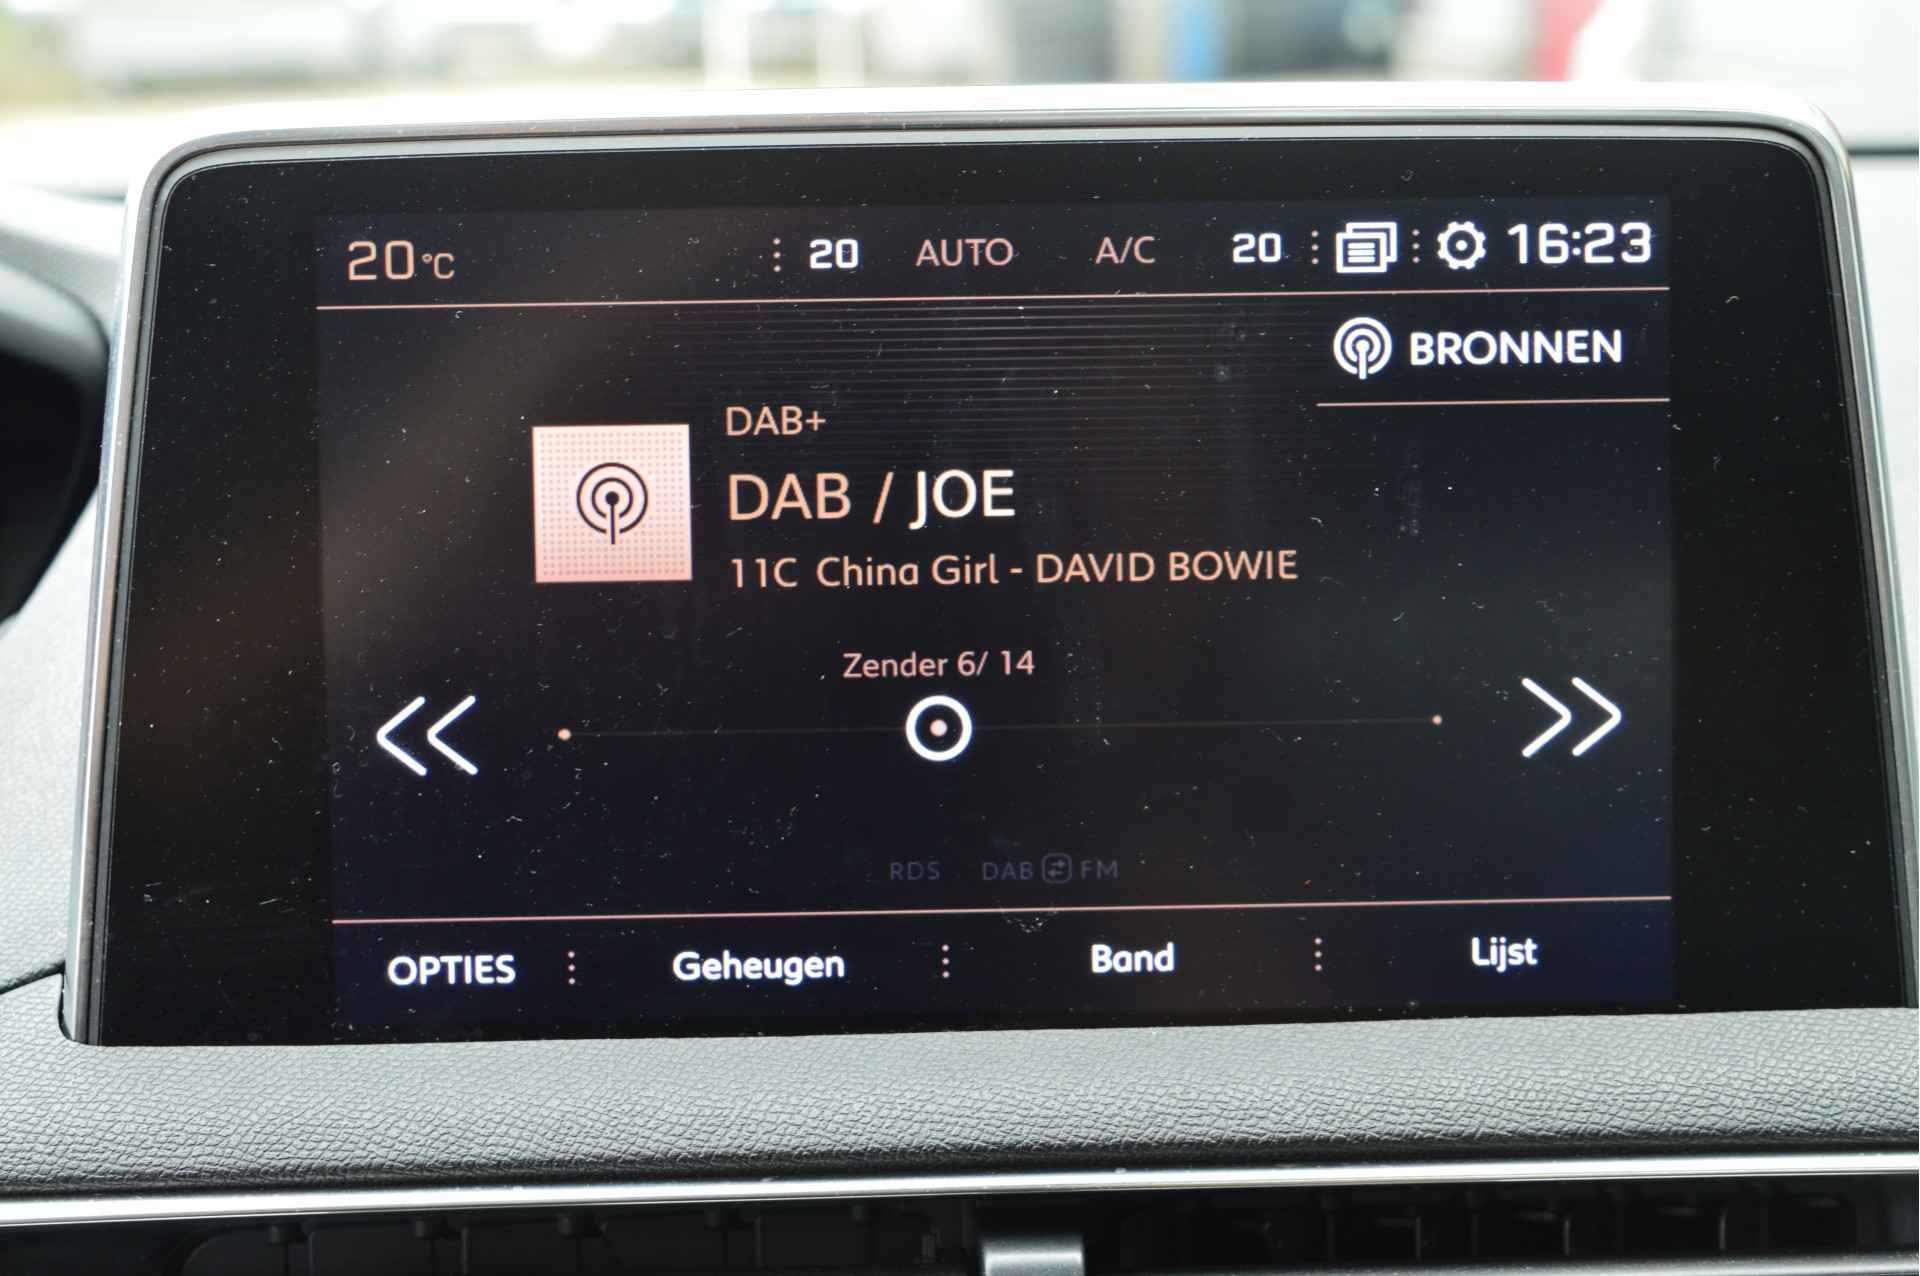 20°C 20 AUTO A/C 20 16:23
BRONNEN
DAB+
DAB / JOE
11C China Girl - DAVID BOWIE
Zender 6/ 14
RDS DAB FM
OPTIES Geheugen Band Lijst